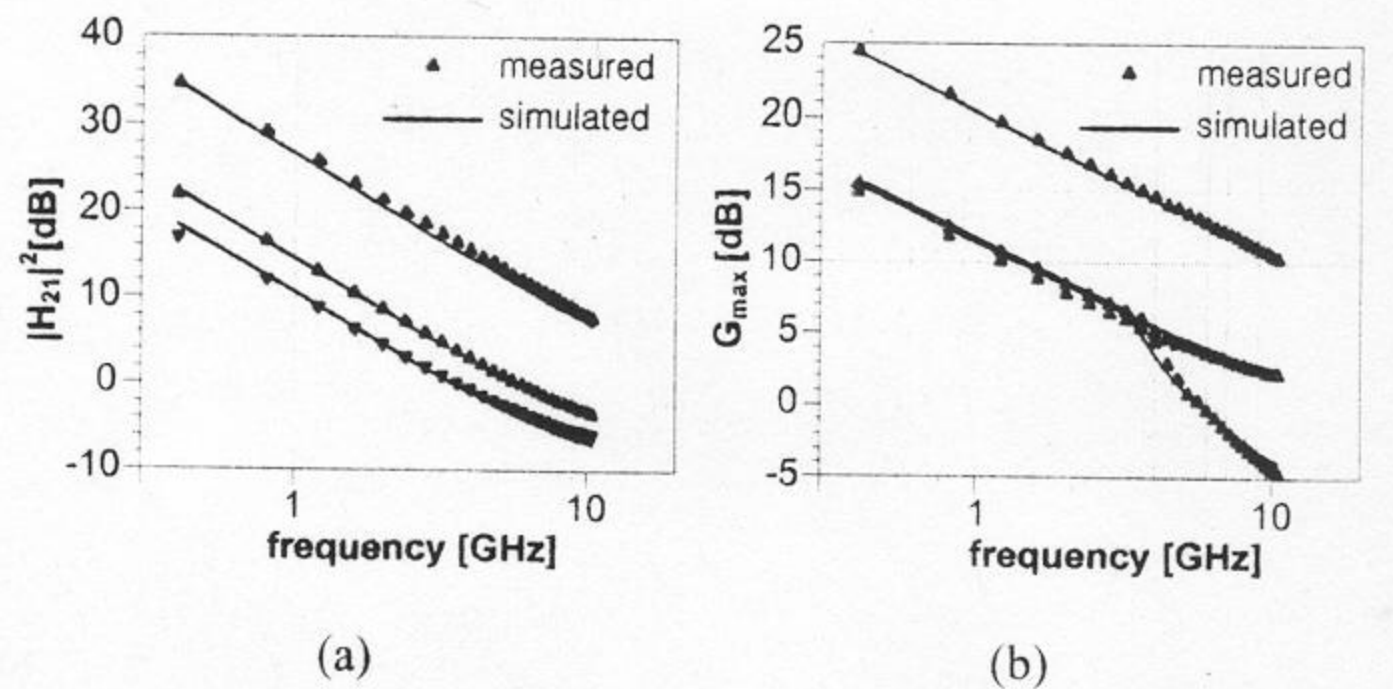 40
30
20
10
0
-10
|H₂₁|²[dB]
measured
simulated
1
10
frequency [GHz]
(a)
25
20
15
10
5
0
-5
Gmax [dB]
measured
simulated
1
10
frequency [GHz]
(b)